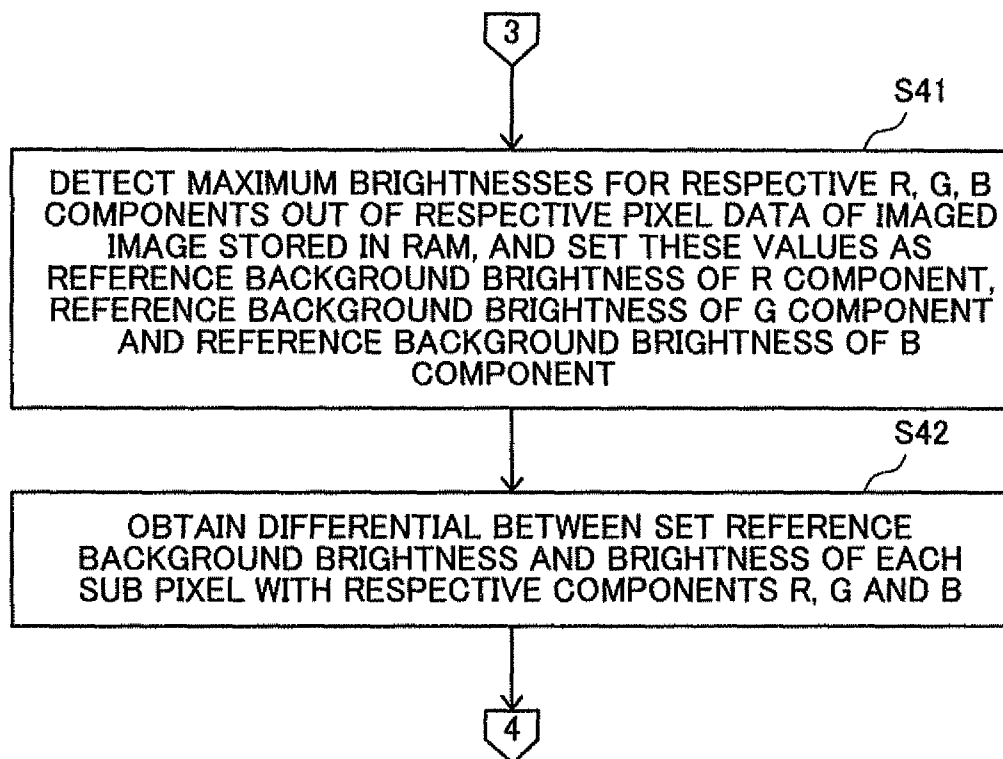 3
S41
DETECT MAXIMUM BRIGHTNESSES FOR RESPECTIVE R, G, B
COMPONENTS OUT OF RESPECTIVE PIXEL DATA OF IMAGED
IMAGE STORED IN RAM, AND SET THESE VALUES AS
REFERENCE BACKGROUND BRIGHTNESS OF R COMPONENT,
REFERENCE BACKGROUND BRIGHTNESS OF G COMPONENT
AND REFERENCE BACKGROUND BRIGHTNESS OF B
COMPONENT
S42
OBTAIN DIFFERENTIAL BETWEEN SET REFERENCE
BACKGROUND BRIGHTNESS AND BRIGHTNESS OF EACH
SUB PIXEL WITH RESPECTIVE COMPONENTS R, G AND B
4